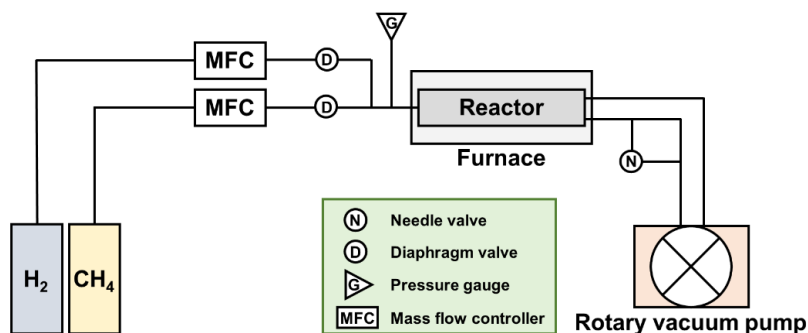 G
MFC
D
MFC
D
Reactor
Furnace
N
H₂
CH₄
N Needle valve
D Diaphragm valve
G Pressure gauge
MFC Mass flow controller
Rotary vacuum pump